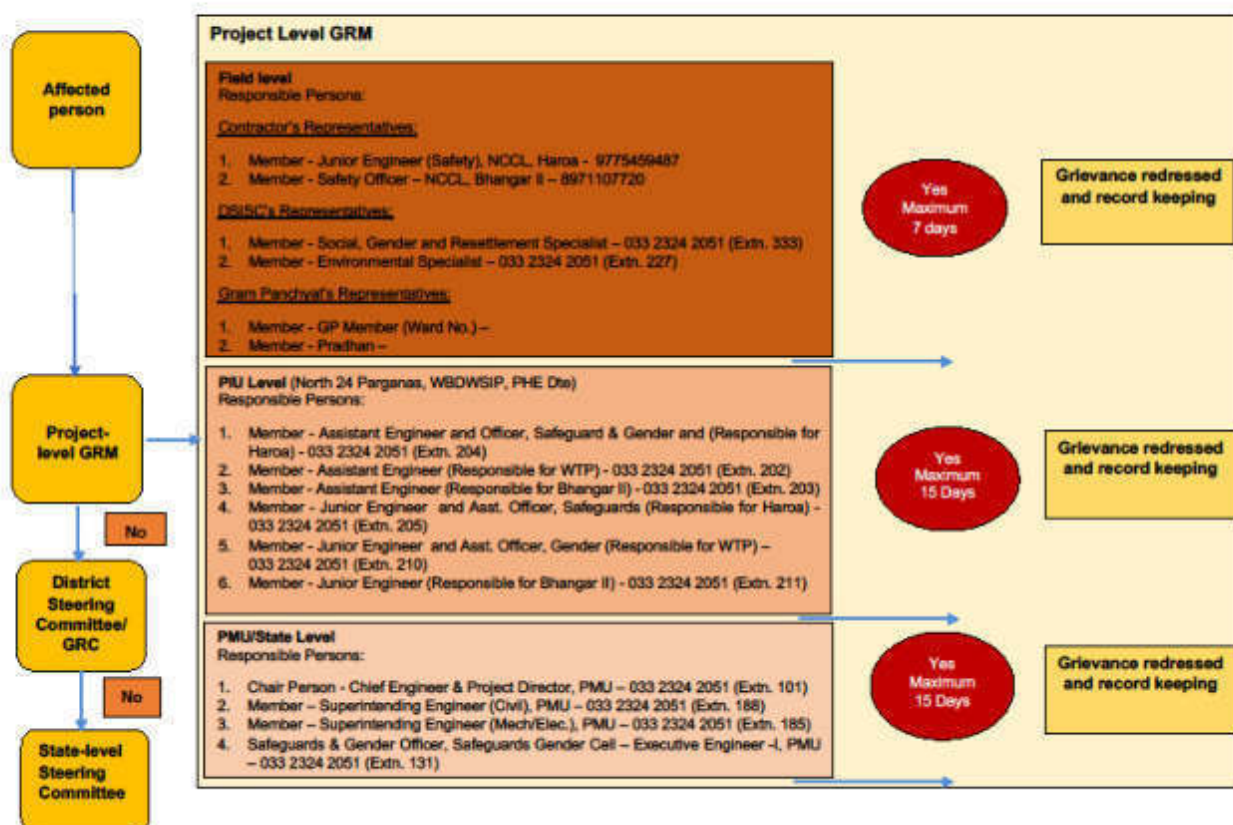 Affected
person
Project-
level GRM
No
District
Steering
Committee/
GRC
No
State-level
Steering
Committee
Project Level GRM
Field level
Responsible Persons:
Contractor's Representatives:
1. Member - Junior Engineer (Safety), NCCL, Haroa - 9775459487
2. Member - Safety Officer – NCCL, Bhangar II – 8971107720
DSISC's Representatives:
1. Member - Social, Gender and Resettlement Specialist – 033 2324 2051 (Extn. 333)
2. Member - Environmental Specialist – 033 2324 2051 (Extn. 227)
Gram Panchyat's Representatives:
1. Member - GP Member (Ward No.) –
2. Member - Pradhan –
Yes
Maximum
7 days
Grievance redressed
and record keeping
PIU Level (North 24 Parganas, WBDWSIP, PHE Dte)
Responsible Persons:
1. Member - Assistant Engineer and Officer, Safeguard & Gender and (Responsible for
Haroa) - 033 2324 2051 (Extn. 204)
2. Member - Assistant Engineer (Responsible for WTP) - 033 2324 2051 (Extn. 202)
3. Member - Assistant Engineer (Responsible for Bhangar II) - 033 2324 2051 (Extn. 203)
4. Member - Junior Engineer and Asst. Officer, Safeguards (Responsible for Haroa) -
033 2324 2051 (Extn. 205)
5. Member - Junior Engineer and Asst. Officer, Gender (Responsible for WTP) –
033 2324 2051 (Extn. 210)
6. Member - Junior Engineer (Responsible for Bhangar II) - 033 2324 2051 (Extn. 211)
Yes
Maximum
15 Days
Grievance redressed
and record keeping
PMU/State Level
Responsible Persons:
1. Chair Person - Chief Engineer & Project Director, PMU – 033 2324 2051 (Extn. 101)
2. Member – Superintending Engineer (Civil), PMU – 033 2324 2051 (Extn. 188)
3. Member – Superintending Engineer (Mech/Elec.), PMU – 033 2324 2051 (Extn. 185)
4. Safeguards & Gender Officer, Safeguards Gender Cell – Executive Engineer -I, PMU
– 033 2324 2051 (Extn. 131)
Yes
Maximum
15 Days
Grievance redressed
and record keeping